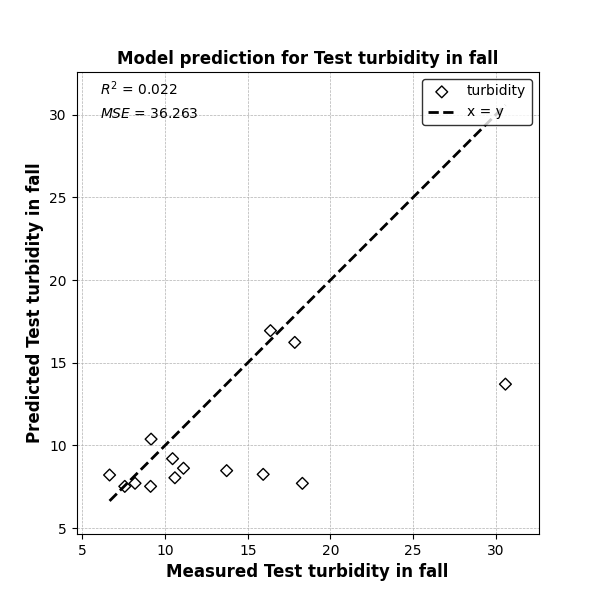 Model prediction for Test turbidity in fall
R² = 0.022
MSE = 36.263
turbidity
x = y
Predicted Test turbidity in fall
30
25
20
15
10
5
5 10 15 20 25 30
Measured Test turbidity in fall